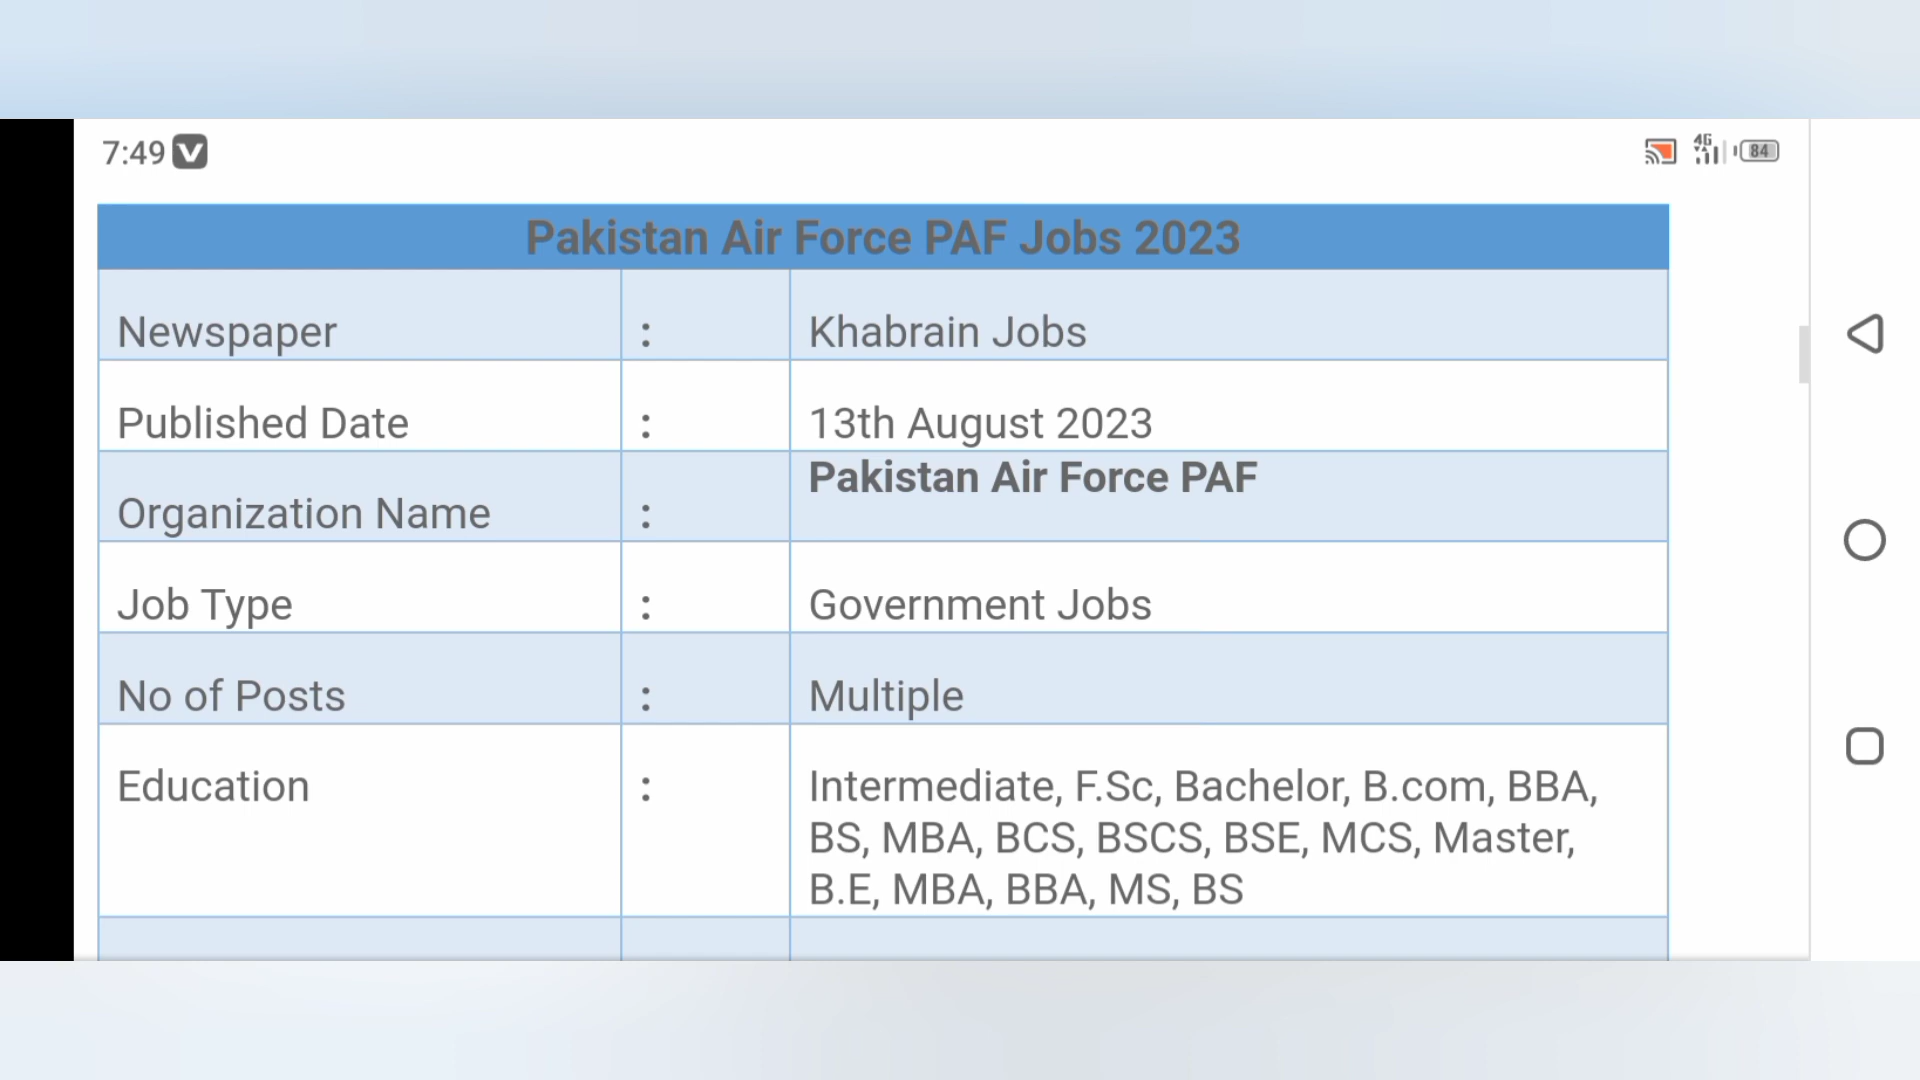 7:49 V 4G 84
Pakistan Air Force PAF Jobs 2023
Newspaper : Khabrain Jobs
Published Date : 13th August 2023
Organization Name : Pakistan Air Force PAF
Job Type : Government Jobs
No of Posts : Multiple
Education : Intermediate, F.Sc, Bachelor, B.com, BBA,
BS, MBA, BCS, BSCS, BSE, MCS, Master,
B.E, MBA, BBA, MS, BS